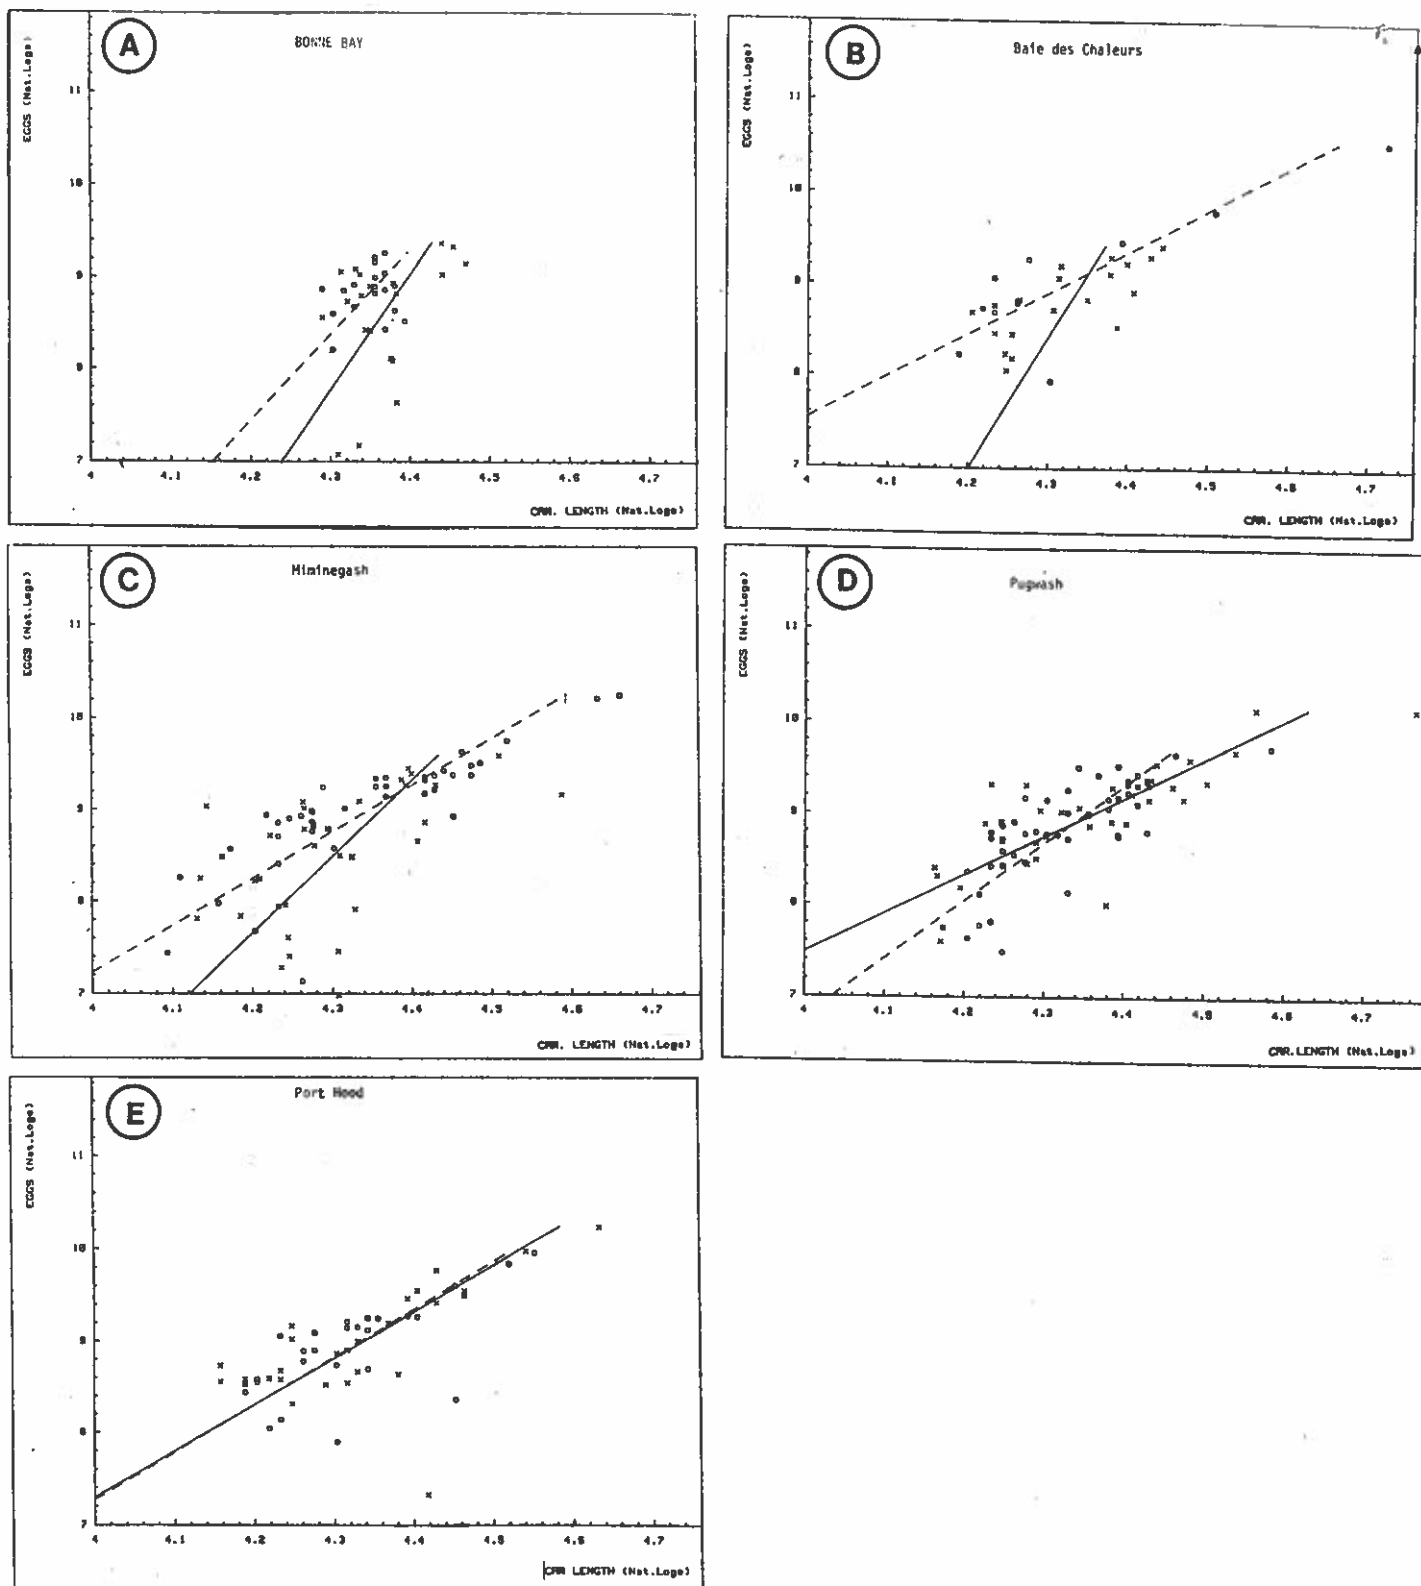 A
BONNE BAY
EGGS (Nat.Loge)
11
10
9
9
7
4 4.1 4.2 4.3 4.4 4.5 4.6 4.7
CAR. LENGTH (Nat.Loge)
B
Baie des Chaleurs
EGGS (Nat.Loge)
11
10
9
8
7
4 4.1 4.2 4.3 4.4 4.5 4.6 4.7
CAR. LENGTH (Nat.Loge)
C
Miminegash
EGGS (Nat.Loge)
11
10
9
8
7
4 4.1 4.2 4.3 4.4 4.5 4.6 4.7
CAR. LENGTH (Nat.Loge)
D
Pugwash
EGGS (Nat.Loge)
11
10
9
8
7
4 4.1 4.2 4.3 4.4 4.5 4.6 4.7
CAR.LENGTH (Nat.Loge)
E
Port Hood
EGGS (Nat.Loge)
11
10
9
8
7
4 4.1 4.2 4.3 4.4 4.5 4.6 4.7
CAR LENGTH (Nat.Loge)